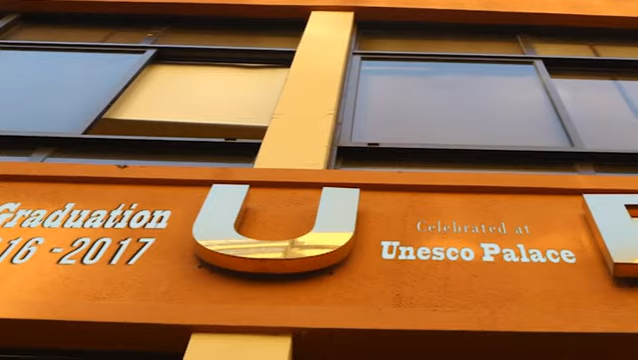 Graduation
16 - 2017
U
Celebrated at
Unesco Palace